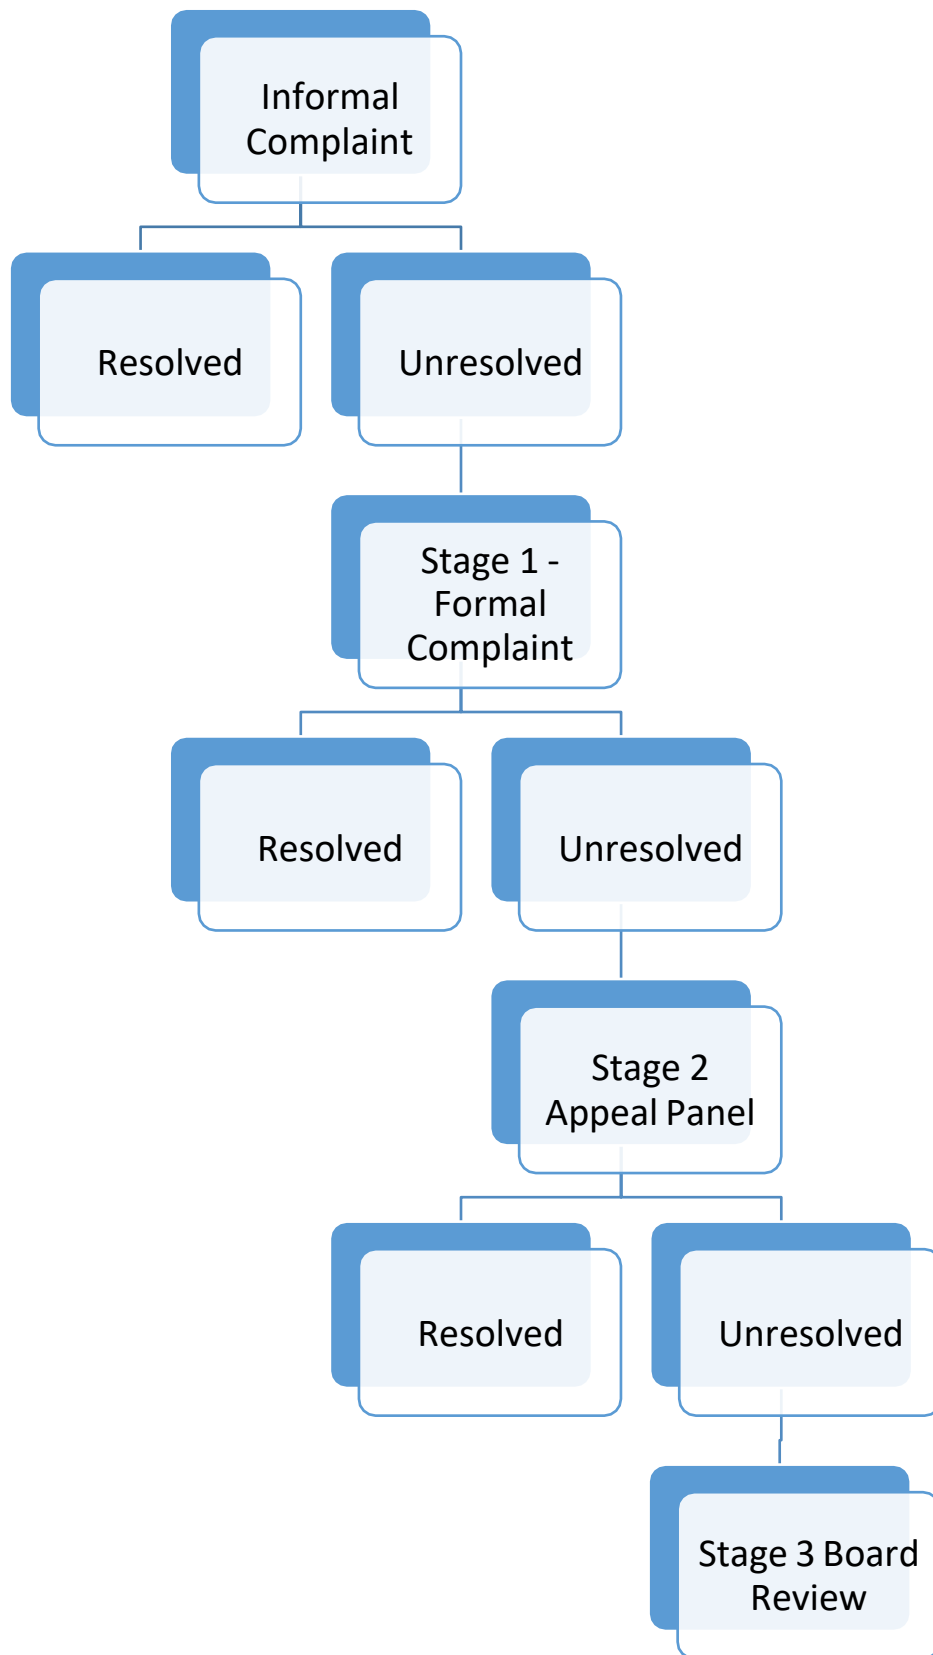 Informal
Complaint
Resolved
Unresolved
Stage 1 -
Formal
Complaint
Resolved
Unresolved
Stage 2
Appeal Panel
Resolved
Unresolved
Stage 3 Board
Review